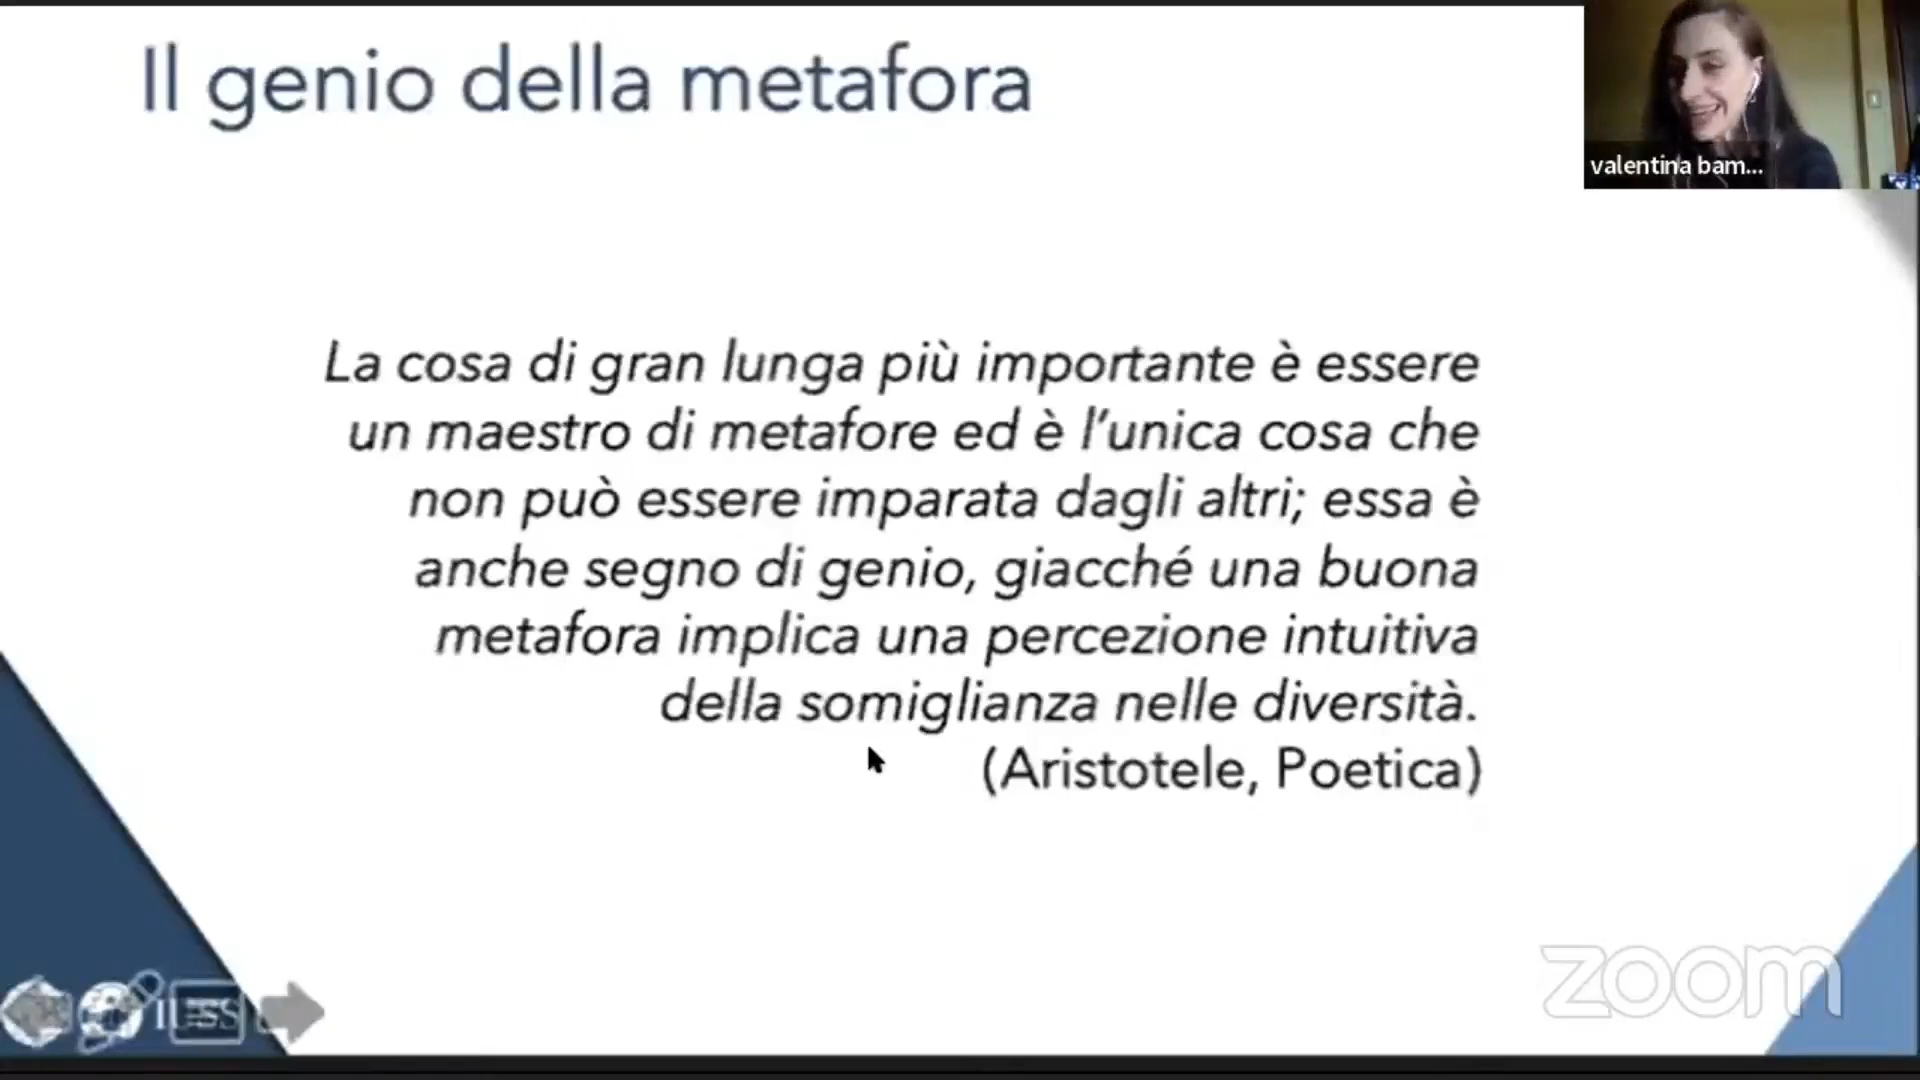 Il genio della metafora
valentina bam...
La cosa di gran lunga più importante è essere
un maestro di metafore ed è l'unica cosa che
non può essere imparata dagli altri; essa è
anche segno di genio, giacché una buona
metafora implica una percezione intuitiva
della somiglianza nelle diversità.
(Aristotele, Poetica)
zoom